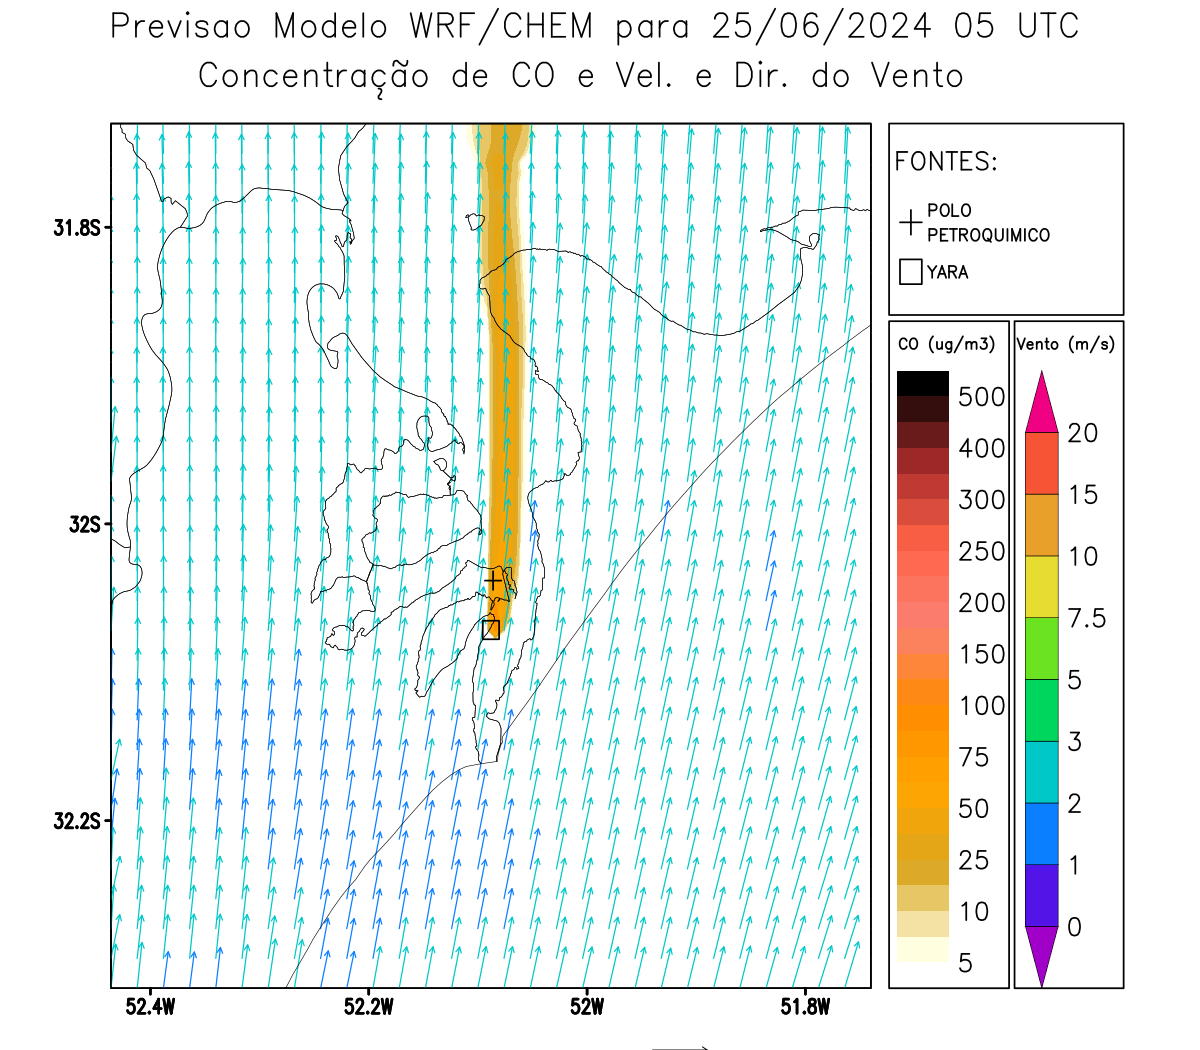 Previsao Modelo WRF/CHEM para 25/06/2024 05 UTC
Concentração de CO e Vel. e Dir. do Vento
FONTES:
POLO
PETROQUIMICO
YARA
CO (ug/m3)
500
400
300
250
200
150
100
75
50
25
10
5
Vento (m/s)
20
15
10
7.5
5
3
2
1
0
31.8S
32S
32.2S
52.4W
52.2W
52W
51.8W